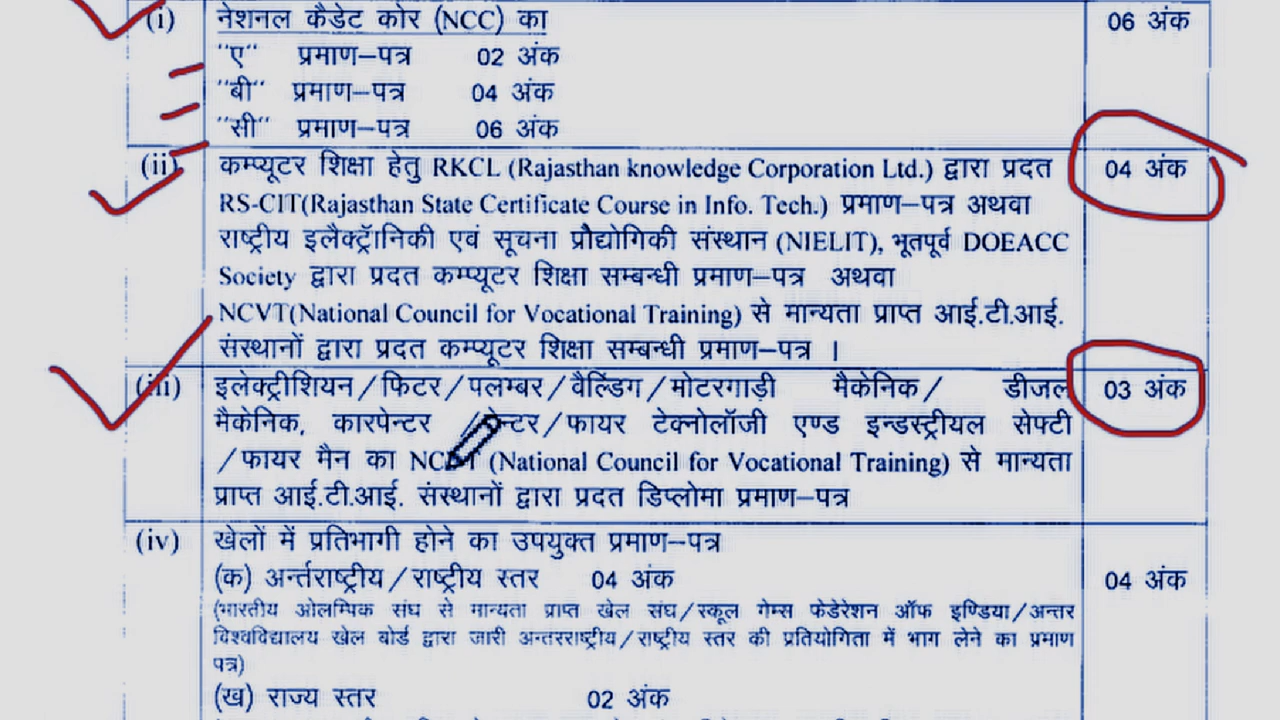 (i) नेशनल कैडेट कोर (NCC) का 06 अंक
"ए" प्रमाण–पत्र 02 अंक
"बी" प्रमाण–पत्र 04 अंक
"सी" प्रमाण–पत्र 06 अंक
(ii) कम्प्यूटर शिक्षा हेतु RKCL (Rajasthan knowledge Corporation Ltd.) द्वारा प्रदत 04 अंक
RS-CIT(Rajasthan State Certificate Course in Info. Tech.) प्रमाण–पत्र अथवा
राष्ट्रीय इलैक्ट्रॅानिकी एवं सूचना प्रौद्योगिकी संस्थान (NIELIT), भूतपूर्व DOEACC
Society द्वारा प्रदत कम्प्यूटर शिक्षा सम्बन्धी प्रमाण–पत्र अथवा
NCVT(National Council for Vocational Training) से मान्यता प्राप्त आई.टी.आई.
संस्थानों द्वारा प्रदत कम्प्यूटर शिक्षा सम्बन्धी प्रमाण–पत्र ।
(iii) इलेक्ट्रीशियन/फिटर/पलम्बर/वैल्डिंग/मोटरगाड़ी मैकेनिक/ डीजल 03 अंक
मैकेनिक, कारपेन्टर /फायर टेक्नोलॉजी एण्ड इन्डस्ट्रीयल सेफ्टी
/फायर मैन का (National Council for Vocational Training) से मान्यता
प्राप्त आई.टी.आई. संस्थानों द्वारा प्रदत डिप्लोमा प्रमाण–पत्र
(iv) खेलों में प्रतिभागी होने का उपयुक्त प्रमाण–पत्र
(क) अर्न्तराष्ट्रीय/राष्ट्रीय स्तर 04 अंक 04 अंक
(भारतीय ओलम्पिक संघ से मान्यता प्राप्त खेल संघ/स्कूल गेम्स फेडेरेशन ऑफ इण्डिया/अन्तर
विश्वविद्यालय खेल बोर्ड द्वारा जारी अन्तरराष्ट्रीय/राष्ट्रीय स्तर की प्रतियोगिता में भाग लेने का प्रमाण
पत्र)
(ख) राज्य स्तर 02 अंक